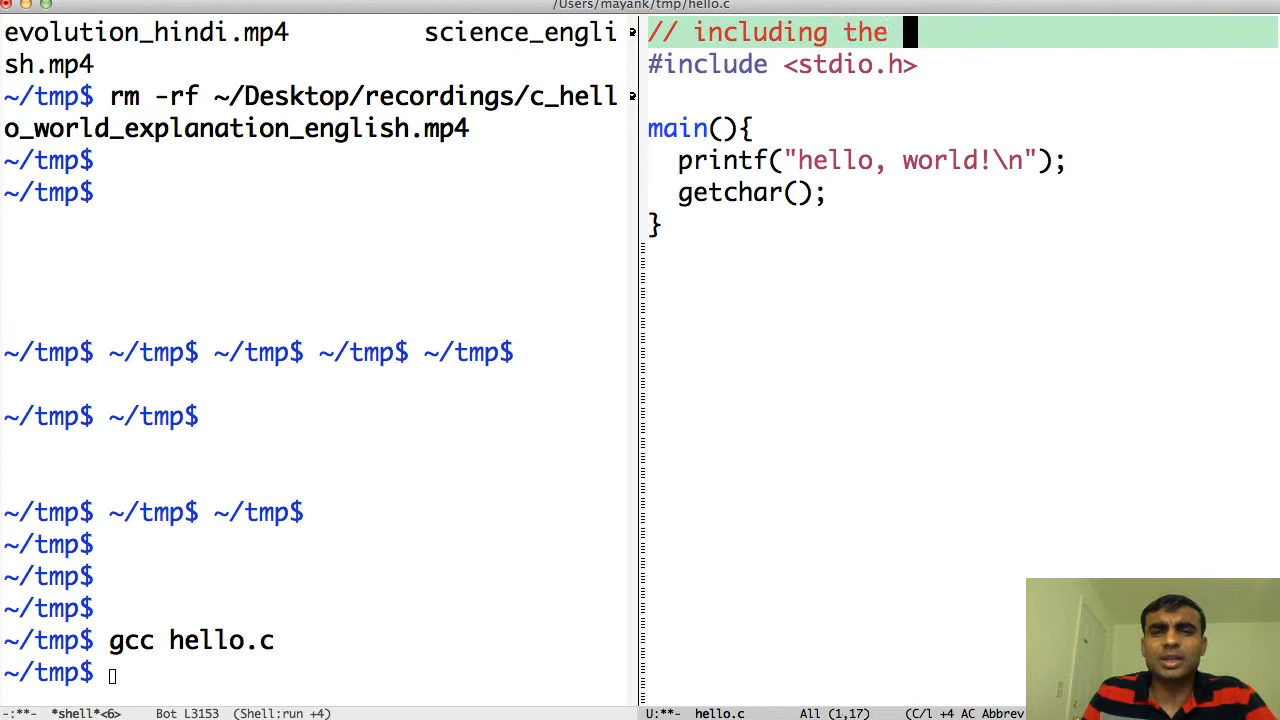 /Users/mayank/tmp/hello.c
evolution_hindi.mp4 science_engli
sh.mp4
~/tmp$ rm -rf ~/Desktop/recordings/c_hell
o_world_explanation_english.mp4
~/tmp$
~/tmp$
~/tmp$ ~/tmp$ ~/tmp$ ~/tmp$ ~/tmp$
~/tmp$ ~/tmp$
~/tmp$ ~/tmp$ ~/tmp$
~/tmp$
~/tmp$
~/tmp$
~/tmp$ gcc hello.c
~/tmp$
-:**- *shell*<6> Bot L3153 (Shell:run +4)
// including the
#include <stdio.h>
main(){
printf("hello, world!\n");
getchar();
}
U:**- hello.c All (1,17) (C/l +4 AC Abbrev